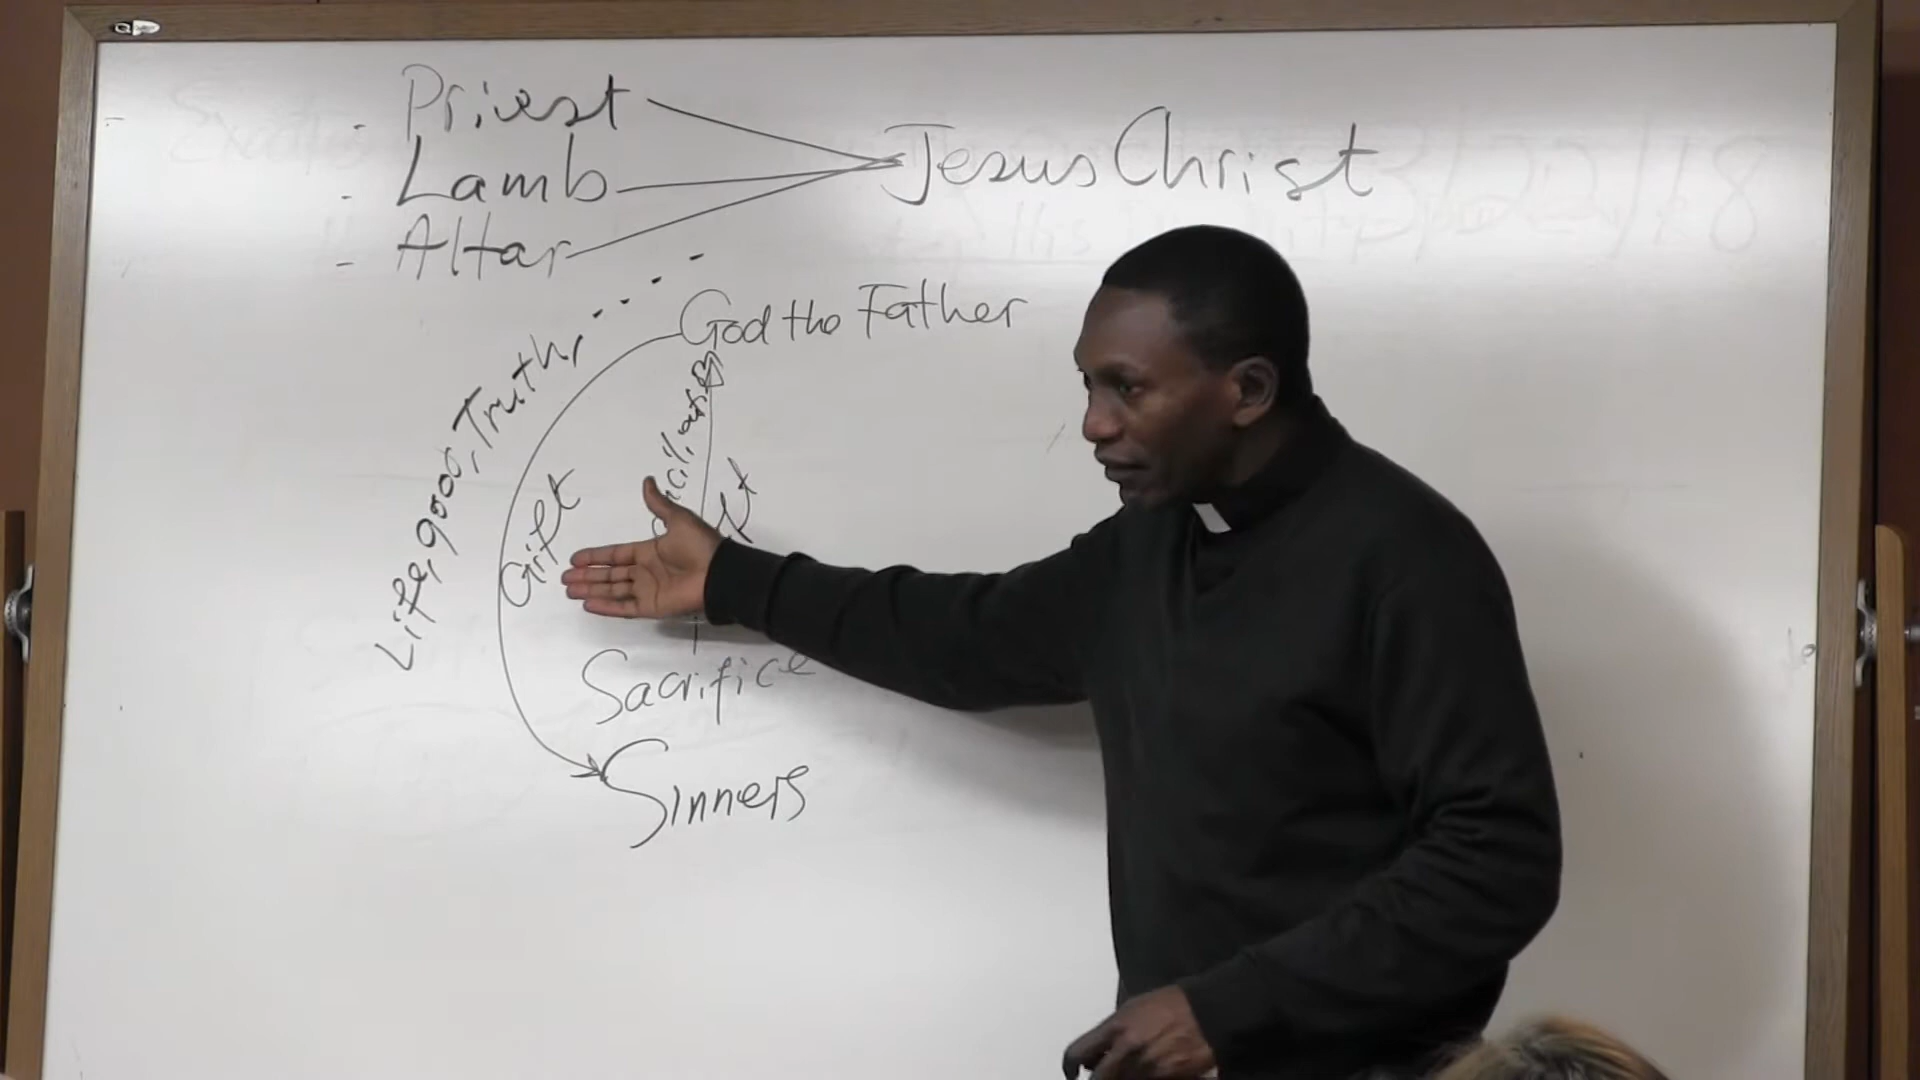 - Priest
- Lamb
- Altar
Jesus Christ
God the Father
Life, good, Truth,
Gift
Sacrifice
Sinners